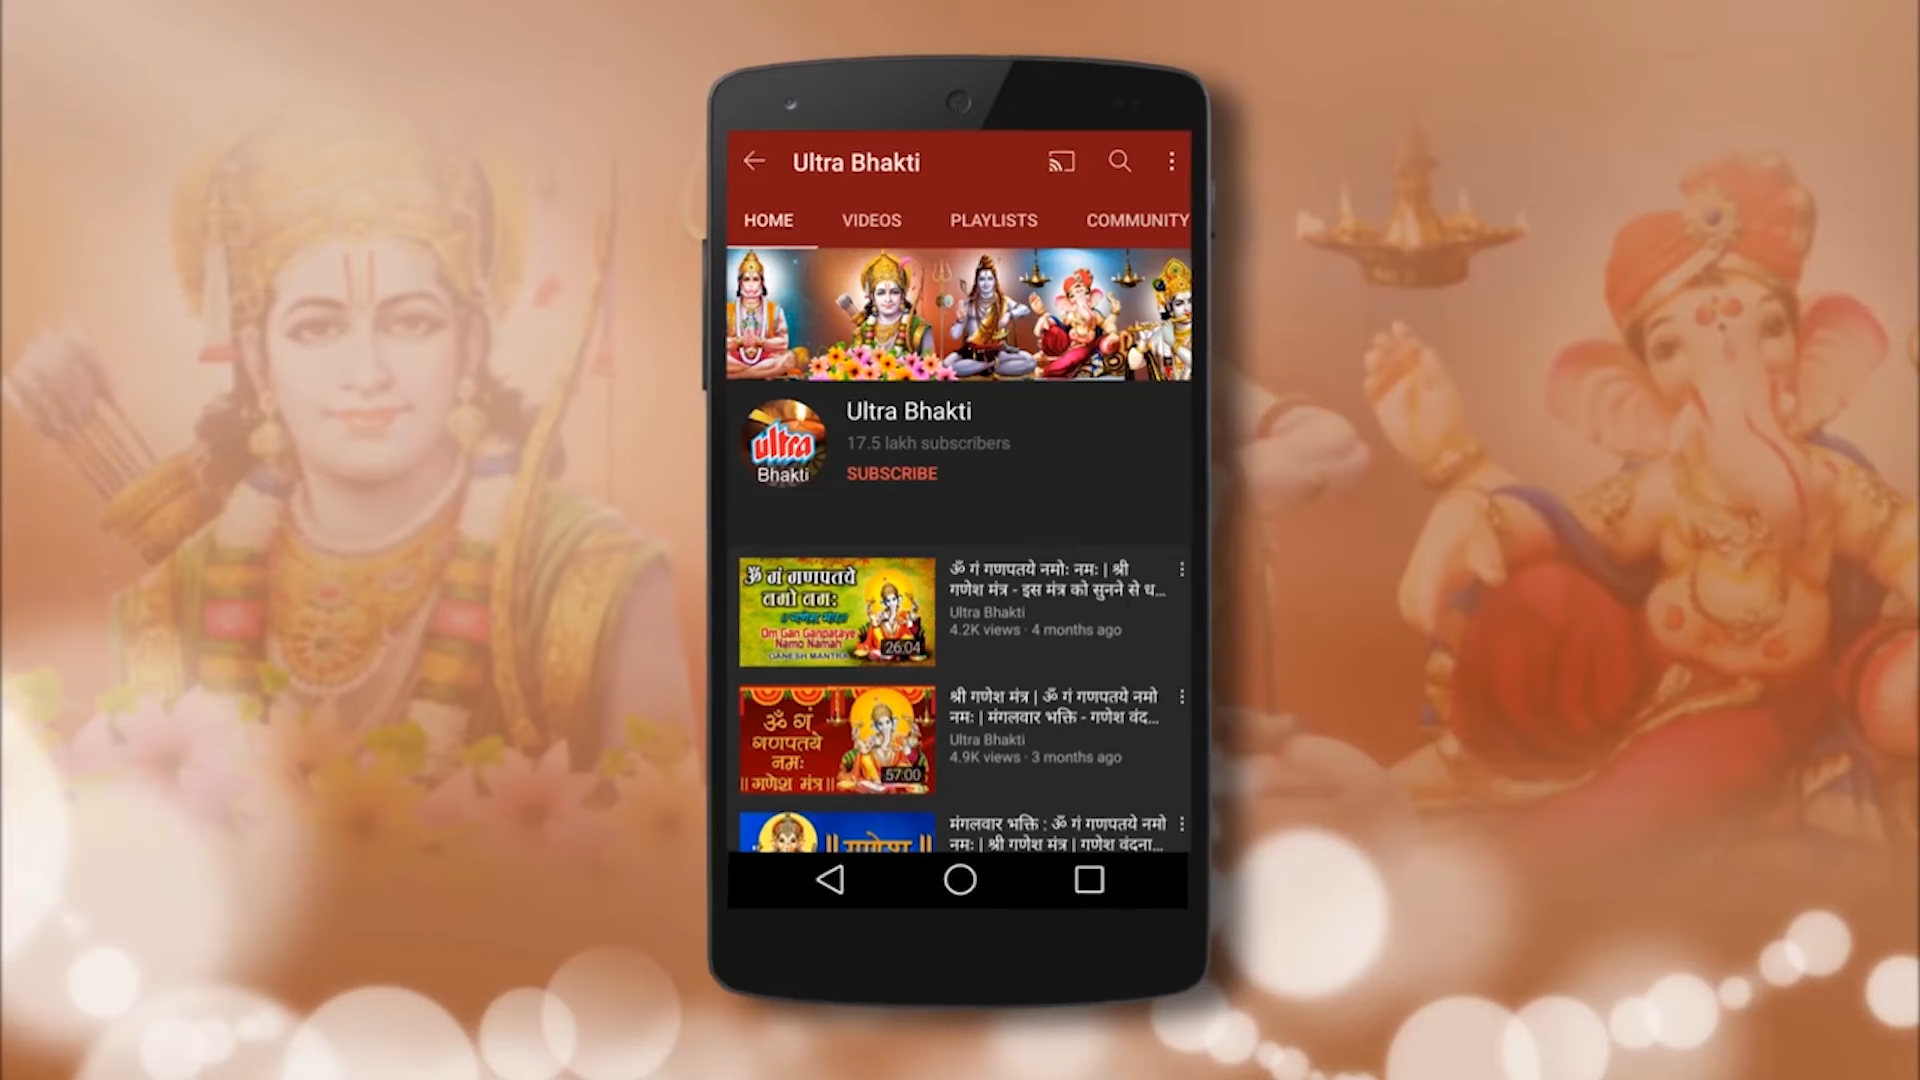 Ultra Bhakti
HOME VIDEOS PLAYLISTS COMMUNITY
Ultra Bhakti
17.5 lakh subscribers
SUBSCRIBE
ultra
Bhakti
ॐ गं गणपतये
नमो नमः
Om Gan Ganpataye
Namo Namah
GANESH MANTRA
26:04
ॐ गं गणपतये नमोः नमः | श्री
गणेश मंत्र - इस मंत्र को सुनने से ध...
Ultra Bhakti
4.2K views · 4 months ago
ॐ गं
गणपतये
नमः
|| गणेश मंत्र ||
57:00
श्री गणेश मंत्र | ॐ गं गणपतये नमो
नमः | मंगलवार भक्ति - गणेश वंद...
Ultra Bhakti
4.9K views · 3 months ago
|| गणेश ||
मंगलवार भक्ति : ॐ गं गणपतये नमो
नमः | श्री गणेश मंत्र | गणेश वंदना...